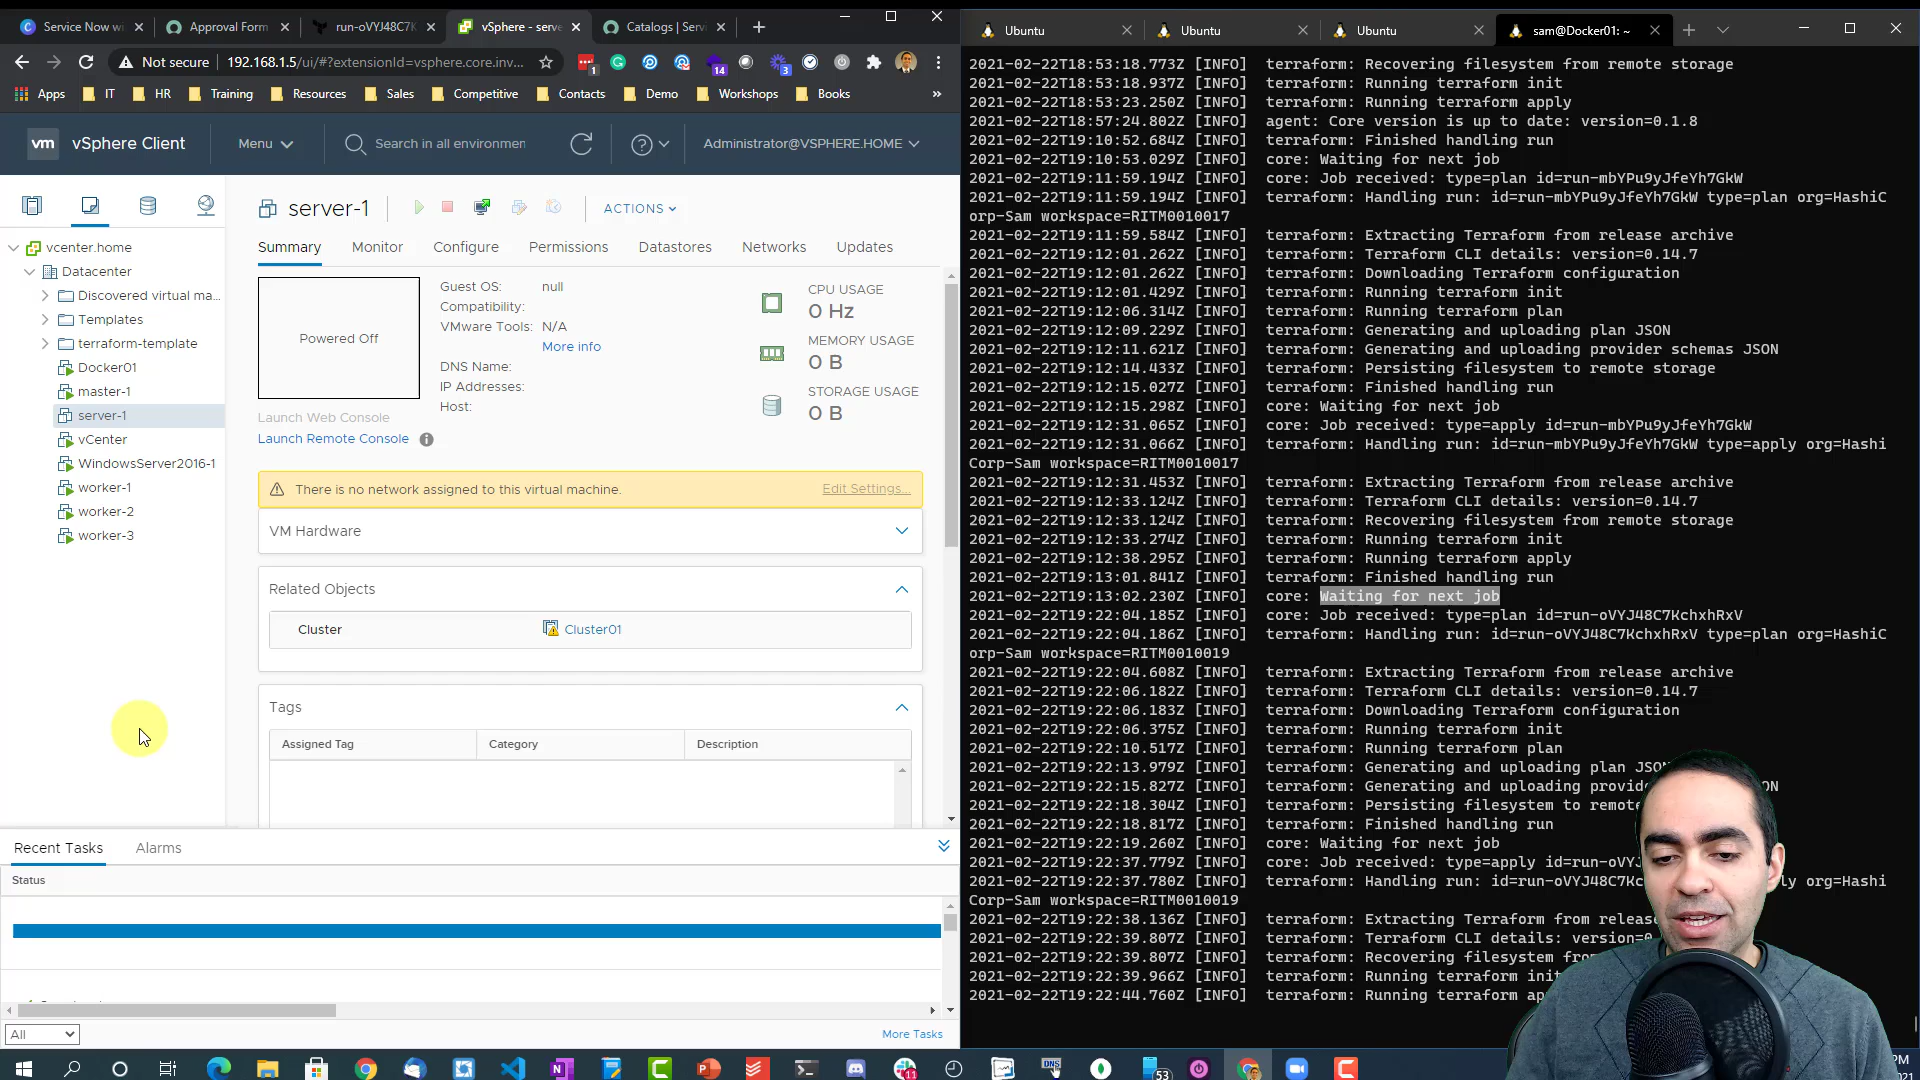 Service Now wi
Approval Form
run-oVYJ48C7K
vSphere - serve
Catalogs | Servi
Not secure
192.168.1.5/ui/#?extensionId=vsphere.core.inv...
1
14
3
Apps
IT
HR
Training
Resources
Sales
Competitive
Contacts
Demo
Workshops
Books
»
vm
vSphere Client
Menu
Search in all environmen
Administrator@VSPHERE.HOME
server-1
ACTIONS
vcenter.home
Datacenter
Discovered virtual ma...
Templates
terraform-template
Docker01
master-1
server-1
vCenter
WindowsServer2016-1
worker-1
worker-2
worker-3
Summary
Monitor
Configure
Permissions
Datastores
Networks
Updates
Powered Off
Launch Web Console
Launch Remote Console
Guest OS: null
Compatibility:
VMware Tools: N/A
More info
DNS Name:
IP Addresses:
Host:
CPU USAGE
0 Hz
MEMORY USAGE
0 B
STORAGE USAGE
0 B
There is no network assigned to this virtual machine.
Edit Settings...
VM Hardware
Related Objects
Cluster
Cluster01
Tags
Assigned Tag
Category
Description
Recent Tasks
Alarms
Status
All
More Tasks
Ubuntu
Ubuntu
Ubuntu
sam@Docker01: ~
2021-02-22T18:53:18.773Z [INFO]  terraform: Recovering filesystem from remote storage
2021-02-22T18:53:18.937Z [INFO]  terraform: Running terraform init
2021-02-22T18:53:23.250Z [INFO]  terraform: Running terraform apply
2021-02-22T18:57:24.802Z [INFO]  agent: Core version is up to date: version=0.1.8
2021-02-22T19:10:52.684Z [INFO]  terraform: Finished handling run
2021-02-22T19:10:53.029Z [INFO]  core: Waiting for next job
2021-02-22T19:11:59.194Z [INFO]  core: Job received: type=plan id=run-mbYPu9yJfeYh7GkW
2021-02-22T19:11:59.194Z [INFO]  terraform: Handling run: id=run-mbYPu9yJfeYh7GkW type=plan org=HashiC
orp-Sam workspace=RITM0010017
2021-02-22T19:11:59.584Z [INFO]  terraform: Extracting Terraform from release archive
2021-02-22T19:12:01.262Z [INFO]  terraform: Terraform CLI details: version=0.14.7
2021-02-22T19:12:01.262Z [INFO]  terraform: Downloading Terraform configuration
2021-02-22T19:12:01.429Z [INFO]  terraform: Running terraform init
2021-02-22T19:12:06.314Z [INFO]  terraform: Running terraform plan
2021-02-22T19:12:09.229Z [INFO]  terraform: Generating and uploading plan JSON
2021-02-22T19:12:11.621Z [INFO]  terraform: Generating and uploading provider schemas JSON
2021-02-22T19:12:14.433Z [INFO]  terraform: Persisting filesystem to remote storage
2021-02-22T19:12:15.027Z [INFO]  terraform: Finished handling run
2021-02-22T19:12:15.298Z [INFO]  core: Waiting for next job
2021-02-22T19:12:31.065Z [INFO]  core: Job received: type=apply id=run-mbYPu9yJfeYh7GkW
2021-02-22T19:12:31.066Z [INFO]  terraform: Handling run: id=run-mbYPu9yJfeYh7GkW type=apply org=Hashi
Corp-Sam workspace=RITM0010017
2021-02-22T19:12:31.453Z [INFO]  terraform: Extracting Terraform from release archive
2021-02-22T19:12:33.124Z [INFO]  terraform: Terraform CLI details: version=0.14.7
2021-02-22T19:12:33.124Z [INFO]  terraform: Recovering filesystem from remote storage
2021-02-22T19:12:33.274Z [INFO]  terraform: Running terraform init
2021-02-22T19:12:38.295Z [INFO]  terraform: Running terraform apply
2021-02-22T19:13:01.841Z [INFO]  terraform: Finished handling run
2021-02-22T19:13:02.230Z [INFO]  core: Waiting for next job
2021-02-22T19:22:04.185Z [INFO]  core: Job received: type=plan id=run-oVYJ48C7KchxhRxV
2021-02-22T19:22:04.186Z [INFO]  terraform: Handling run: id=run-oVYJ48C7KchxhRxV type=plan org=HashiC
orp-Sam workspace=RITM0010019
2021-02-22T19:22:04.608Z [INFO]  terraform: Extracting Terraform from release archive
2021-02-22T19:22:06.182Z [INFO]  terraform: Terraform CLI details: version=0.14.7
2021-02-22T19:22:06.183Z [INFO]  terraform: Downloading Terraform configuration
2021-02-22T19:22:06.375Z [INFO]  terraform: Running terraform init
2021-02-22T19:22:10.517Z [INFO]  terraform: Running terraform plan
2021-02-22T19:22:13.979Z [INFO]  terraform: Generating and uploading plan JSO
2021-02-22T19:22:15.827Z [INFO]  terraform: Generating and uploading provid ON
2021-02-22T19:22:18.304Z [INFO]  terraform: Persisting filesystem to remot
2021-02-22T19:22:18.817Z [INFO]  terraform: Finished handling run
2021-02-22T19:22:19.260Z [INFO]  core: Waiting for next job
2021-02-22T19:22:37.779Z [INFO]  core: Job received: type=apply id=run-oVYJ
2021-02-22T19:22:37.780Z [INFO]  terraform: Handling run: id=run-oVYJ48C7Kc ly org=Hashi
Corp-Sam workspace=RITM0010019
2021-02-22T19:22:38.136Z [INFO]  terraform: Extracting Terraform from relea
2021-02-22T19:22:39.807Z [INFO]  terraform: Terraform CLI details: version=0
2021-02-22T19:22:39.807Z [INFO]  terraform: Recovering filesystem fro
2021-02-22T19:22:39.966Z [INFO]  terraform: Running terraform ini
2021-02-22T19:22:44.760Z [INFO]  terraform: Running terraform ap
11
DNS
53
PM